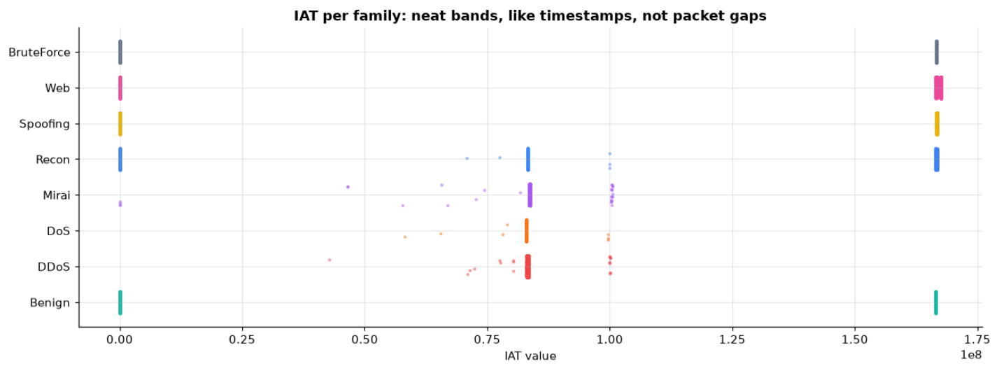 IAT per family: neat bands, like timestamps, not packet gaps
BruteForce
Web
Spoofing
Recon
Mirai
DoS
DDoS
Benign
0.00 0.25 0.50 0.75 1.00 1.25 1.50 1.75
1e8
IAT value